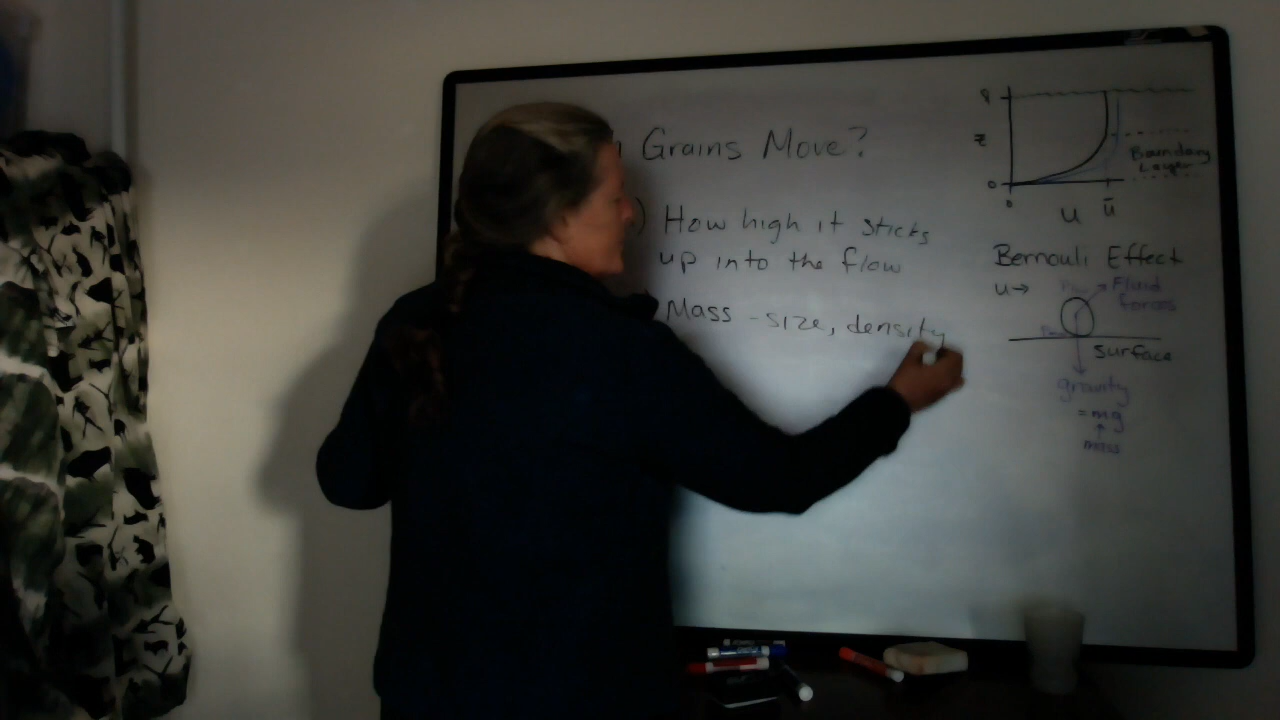 Grains Move?
) How high it sticks
up into the flow
Mass - size, density
z
0
0
u ū
Boundary
Layer
Bernouli Effect
u→
Fluid
forces
surface
gravity
= mg
↑
mass